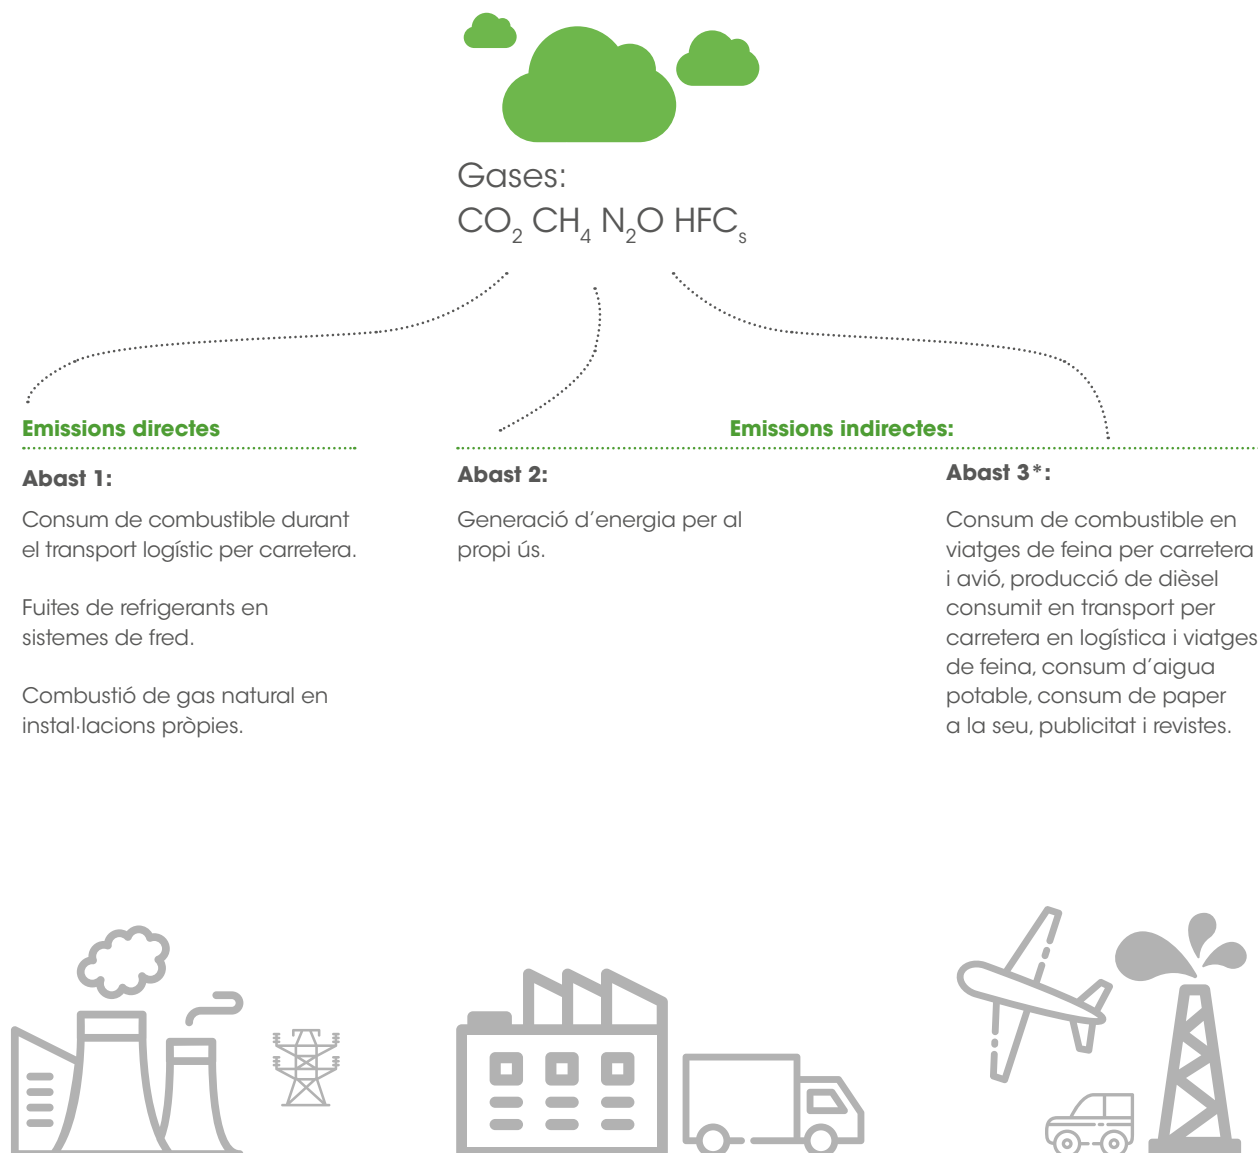 Gases:
CO₂ CH₄ N₂O HFCₛ
Emissions directes
Abast 1:
Consum de combustible durant
el transport logístic per carretera.
Fuites de refrigerants en
sistemes de fred.
Combustió de gas natural en
instal·lacions pròpies.
Emissions indirectes:
Abast 2:
Generació d’energia per al
propi ús.
Abast 3*:
Consum de combustible en
viatges de feina per carretera
i avió, producció de dièsel
consumit en transport per
carretera en logística i viatges
de feina, consum d’aigua
potable, consum de paper
a la seu, publicitat i revistes.